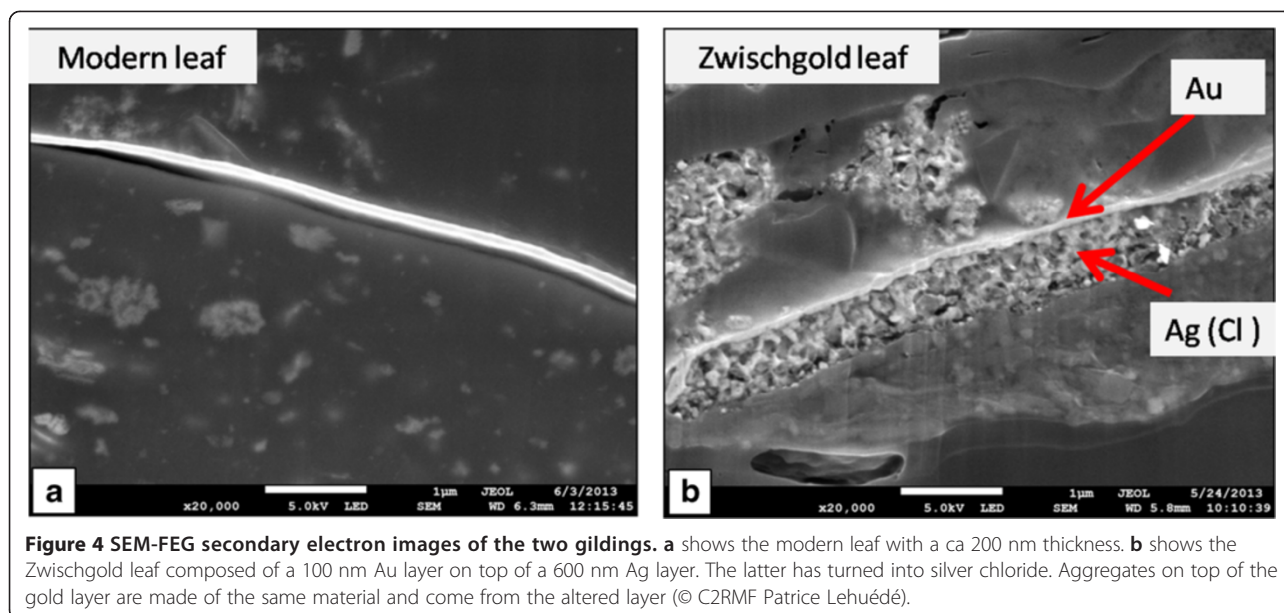 Modern leaf
a
x20,000 5.0kV LED 1µm JEOL 6/3/2013
SEM WD 6.3mm 12:15:45
Zwischgold leaf
Au
Ag (Cl )
b
x20,000 5.0kV LED 1µm JEOL 5/24/2013
SEM WD 5.8mm 10:10:39
Figure 4 SEM-FEG secondary electron images of the two gildings. a shows the modern leaf with a ca 200 nm thickness. b shows the
Zwischgold leaf composed of a 100 nm Au layer on top of a 600 nm Ag layer. The latter has turned into silver chloride. Aggregates on top of the
gold layer are made of the same material and come from the altered layer (© C2RMF Patrice Lehuédé).